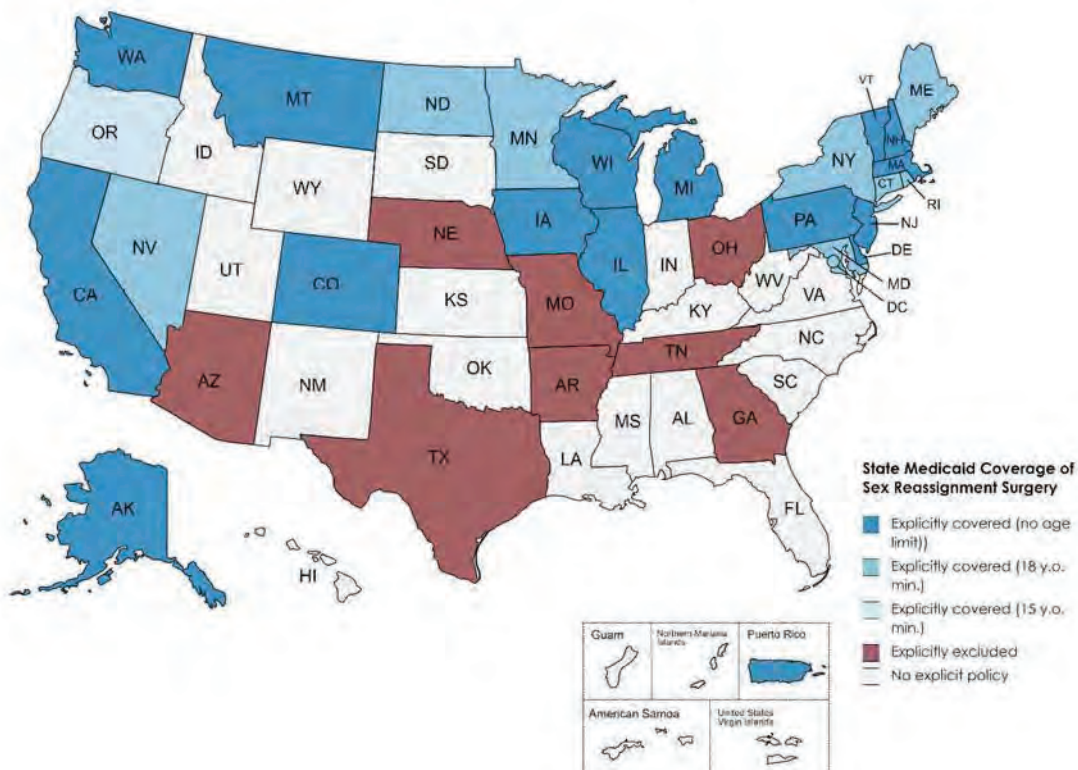 WA
VT
ME
MT
ND
OR
MN
NH
ID
SD
WI
NY
MA
WY
MI
CT
RI
IA
PA
NJ
NE
NV
OH
DE
IL
IN
UT
CO
WV
MD
CA
VA
DC
KS
MO
KY
NC
TN
OK
AZ
NM
AR
SC
MS
AL
GA
TX
LA
FL
AK
HI
State Medicaid Coverage of
Sex Reassignment Surgery
Explicitly covered (no age
limit))
Explicitly covered (18 y.o.
min.)
Explicitly covered (15 y.o.
min.)
Explicitly excluded
No explicit policy
Guam
Northern Mariana
Islands
Puerto Rico
American Samoa
United States
Virgin Islands